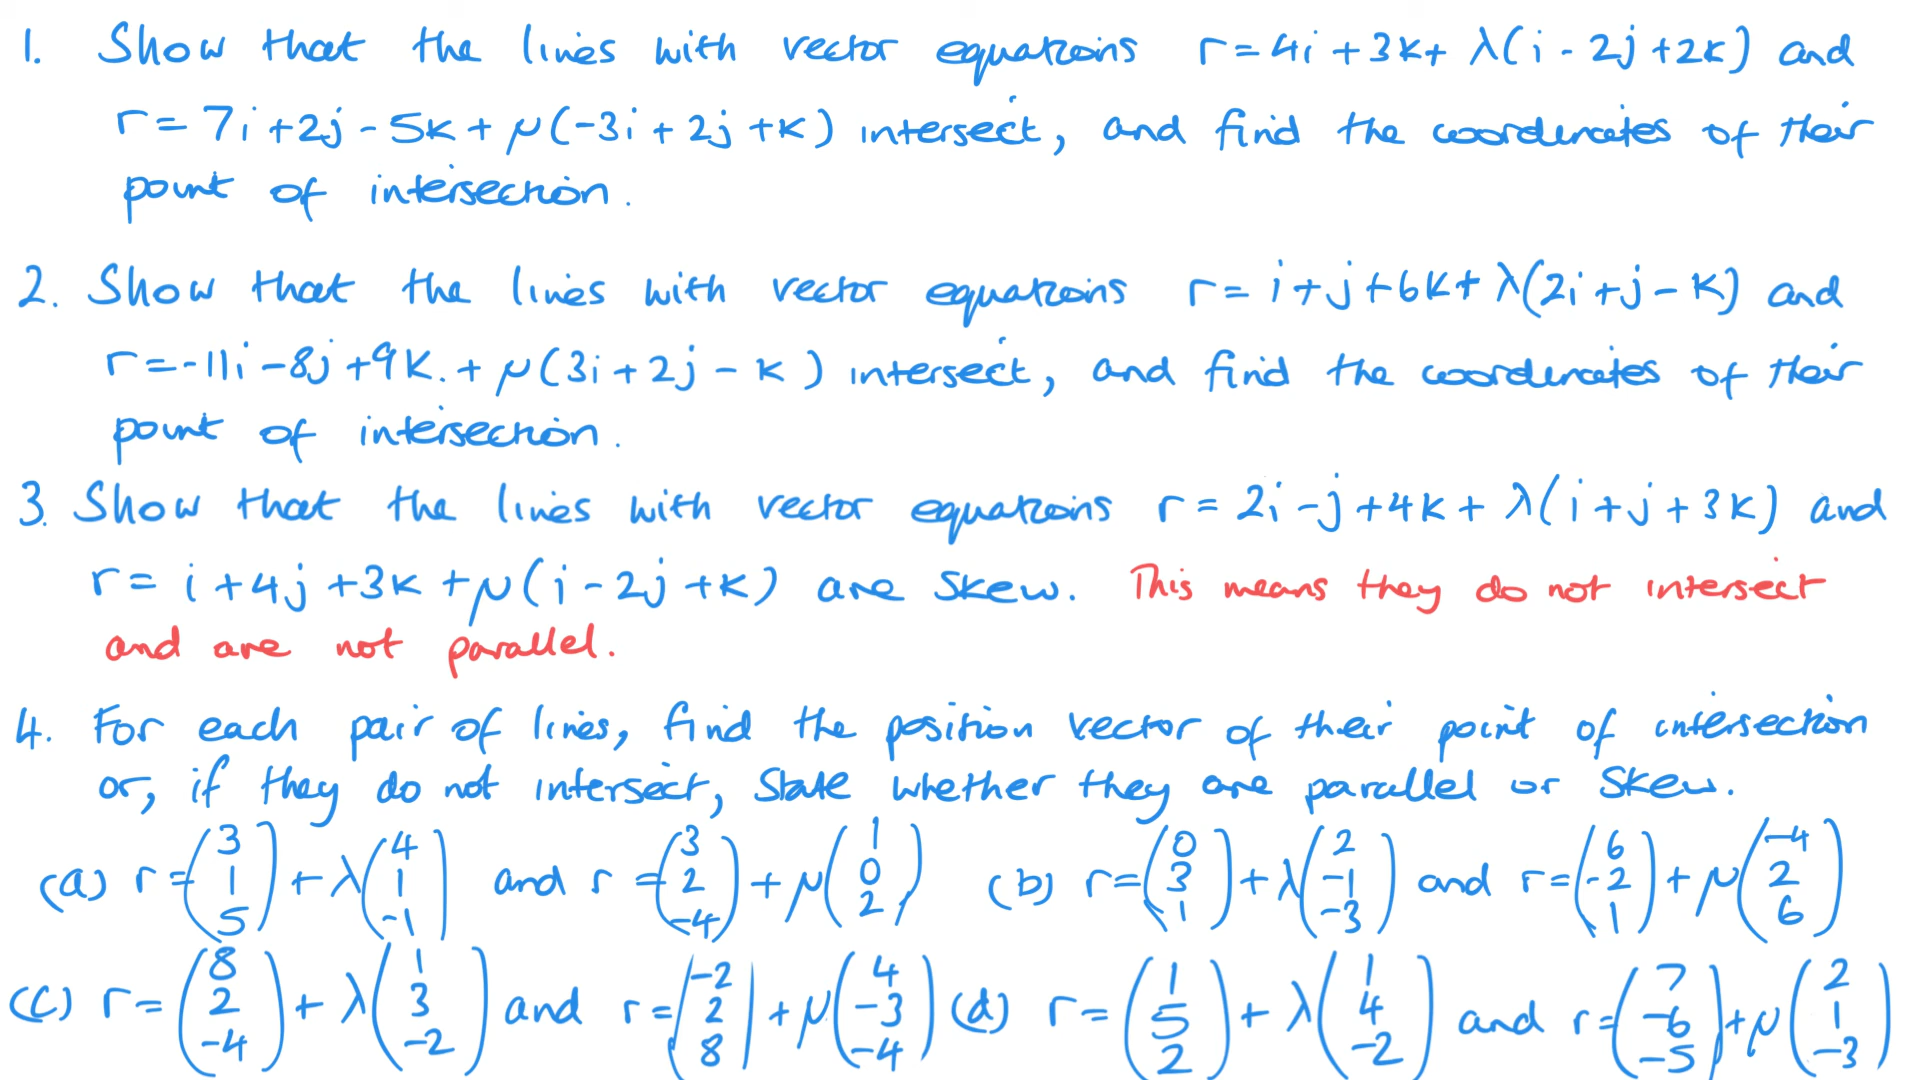 1. Show that the lines with vector equations r = 4i + 3k + λ(i - 2j + 2k) and
r = 7i + 2j - 5k + μ(-3i + 2j + k) intersect, and find the coordinates of their
point of intersection.
2. Show that the lines with vector equations r = i + j + 6k + λ(2i + j - k) and
r = -11i - 8j + 9k. + μ(3i + 2j - k) intersect, and find the coordinates of their
point of intersection.
3. Show that the lines with vector equations r = 2i - j + 4k + λ(i + j + 3k) and
r = i + 4j + 3k + μ(i - 2j + k) are skew. This means they do not intersect
and are not parallel.
4. For each pair of lines, find the position vector of their point of intersection
or, if they do not intersect, state whether they are parallel or skew.
(a) r = (3 1 5) + λ(4 1 -1) and r = (3 2 -4) + μ(1 0 2) (b) r = (0 3 1) + λ(2 -1 -3) and r = (6 -2 1) + μ(-4 2 6)
(c) r = (8 2 -4) + λ(1 3 -2) and r = (-2 2 8) + μ(4 -3 -4) (d) r = (1 5 2) + λ(1 4 -2) and r = (7 -6 -5) + μ(2 1 -3)